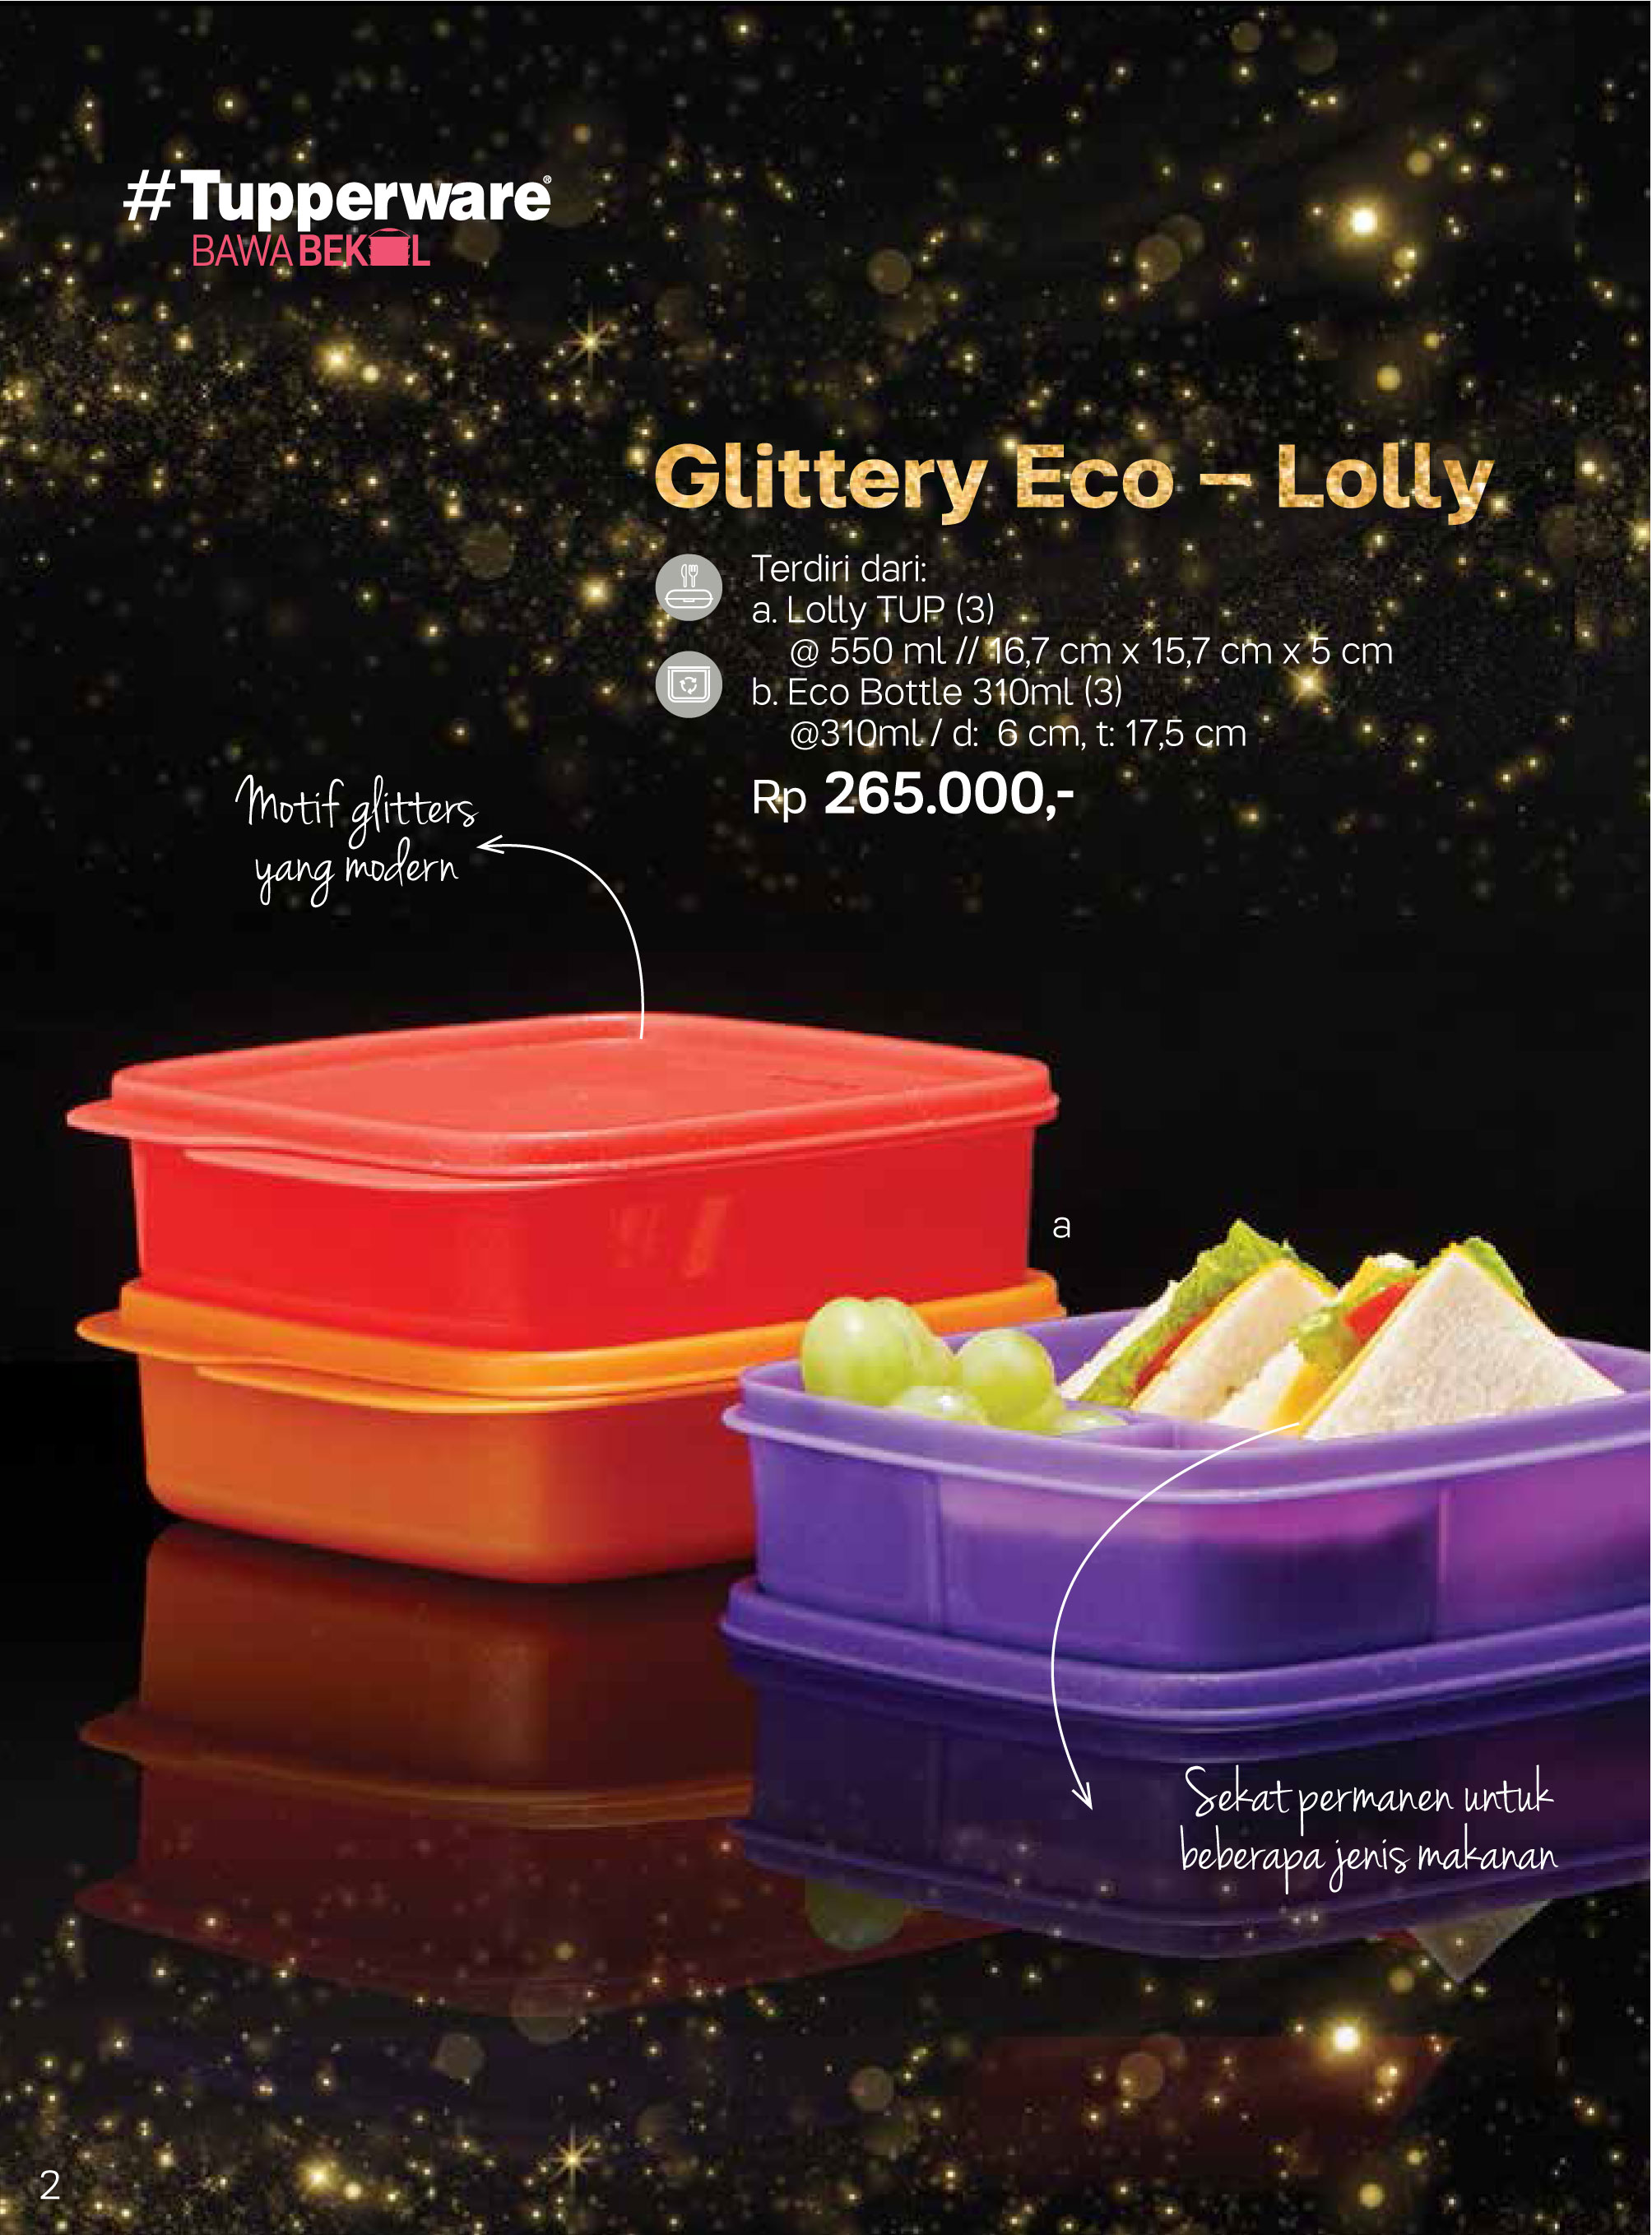 #Tupperware®
BAWA BEKAL
Glittery Eco – Lolly
Terdiri dari:
a. Lolly TUP (3)
@ 550 ml // 16,7 cm x 15,7 cm x 5 cm
b. Eco Bottle 310ml (3)
@310ml / d: 6 cm, t: 17,5 cm
Rp 265.000,-
Motif glitters
yang modern
a
Sekat permanen untuk
beberapa jenis makanan
2